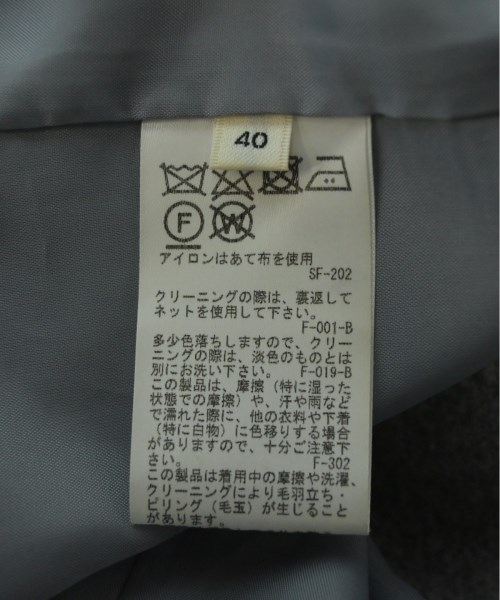 40
F
W
アイロンはあて布を使用
SF-202
クリーニングの際は、裏返して
ネットを使用して下さい。
F-001-B
多少色落ちしますので、クリー
ニングの際は、淡色のものとは
別にお洗い下さい。 F-019-B
この製品は、摩擦（特に湿った
状態での摩擦）や、汗や雨など
で濡れた際に、他の衣料や下着
（特に白物）に色移りする場合
がありますので、十分ご注意下
さい。 F-302
この製品は着用中の摩擦や洗濯、
クリーニングにより毛羽立ち・
ピリング（毛玉）が生じること
があります。